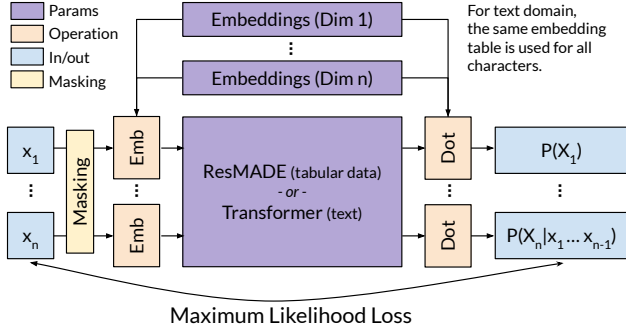 Params
Operation
In/out
Masking
Embeddings (Dim 1)
...
Embeddings (Dim n)
For text domain,
the same embedding
table is used for all
characters.
x1
...
xn
Masking
Emb
...
Emb
ResMADE (tabular data)
- or -
Transformer (text)
Dot
...
Dot
P(X1)
...
P(Xn|x1 ... xn-1)
Maximum Likelihood Loss